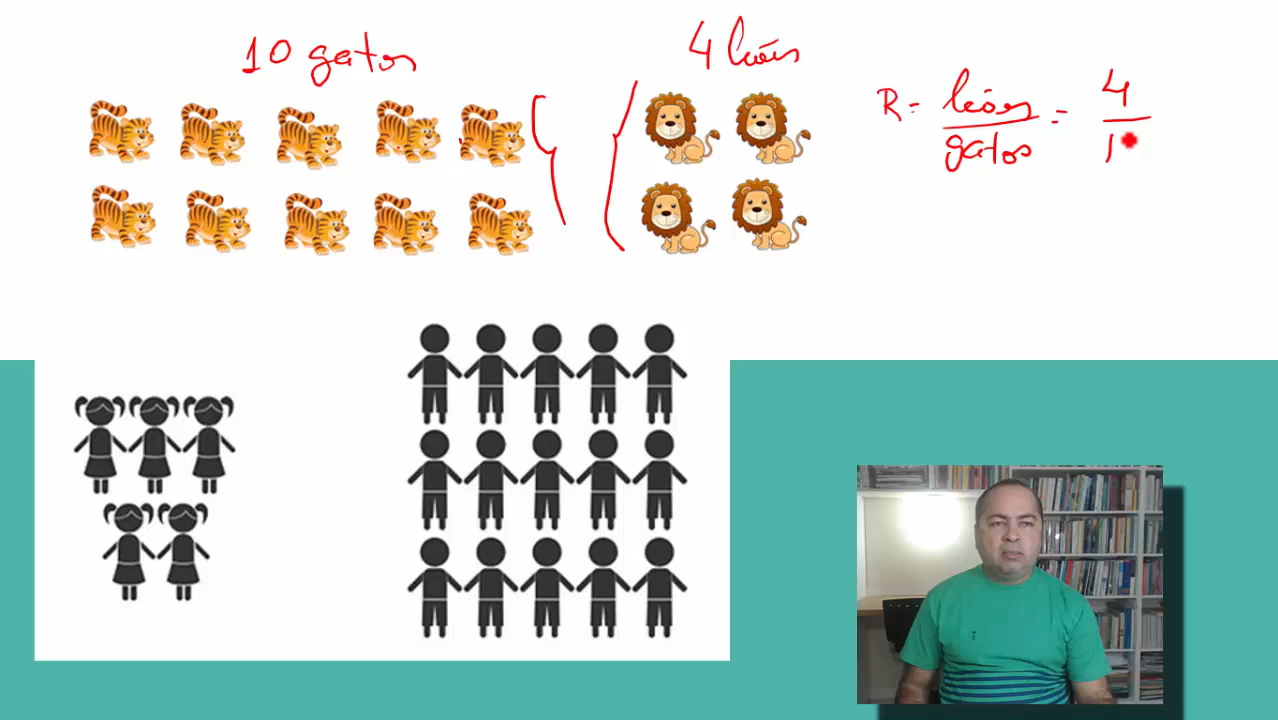 10 gatos
4 leões
R = leões / gatos = 4 / 1